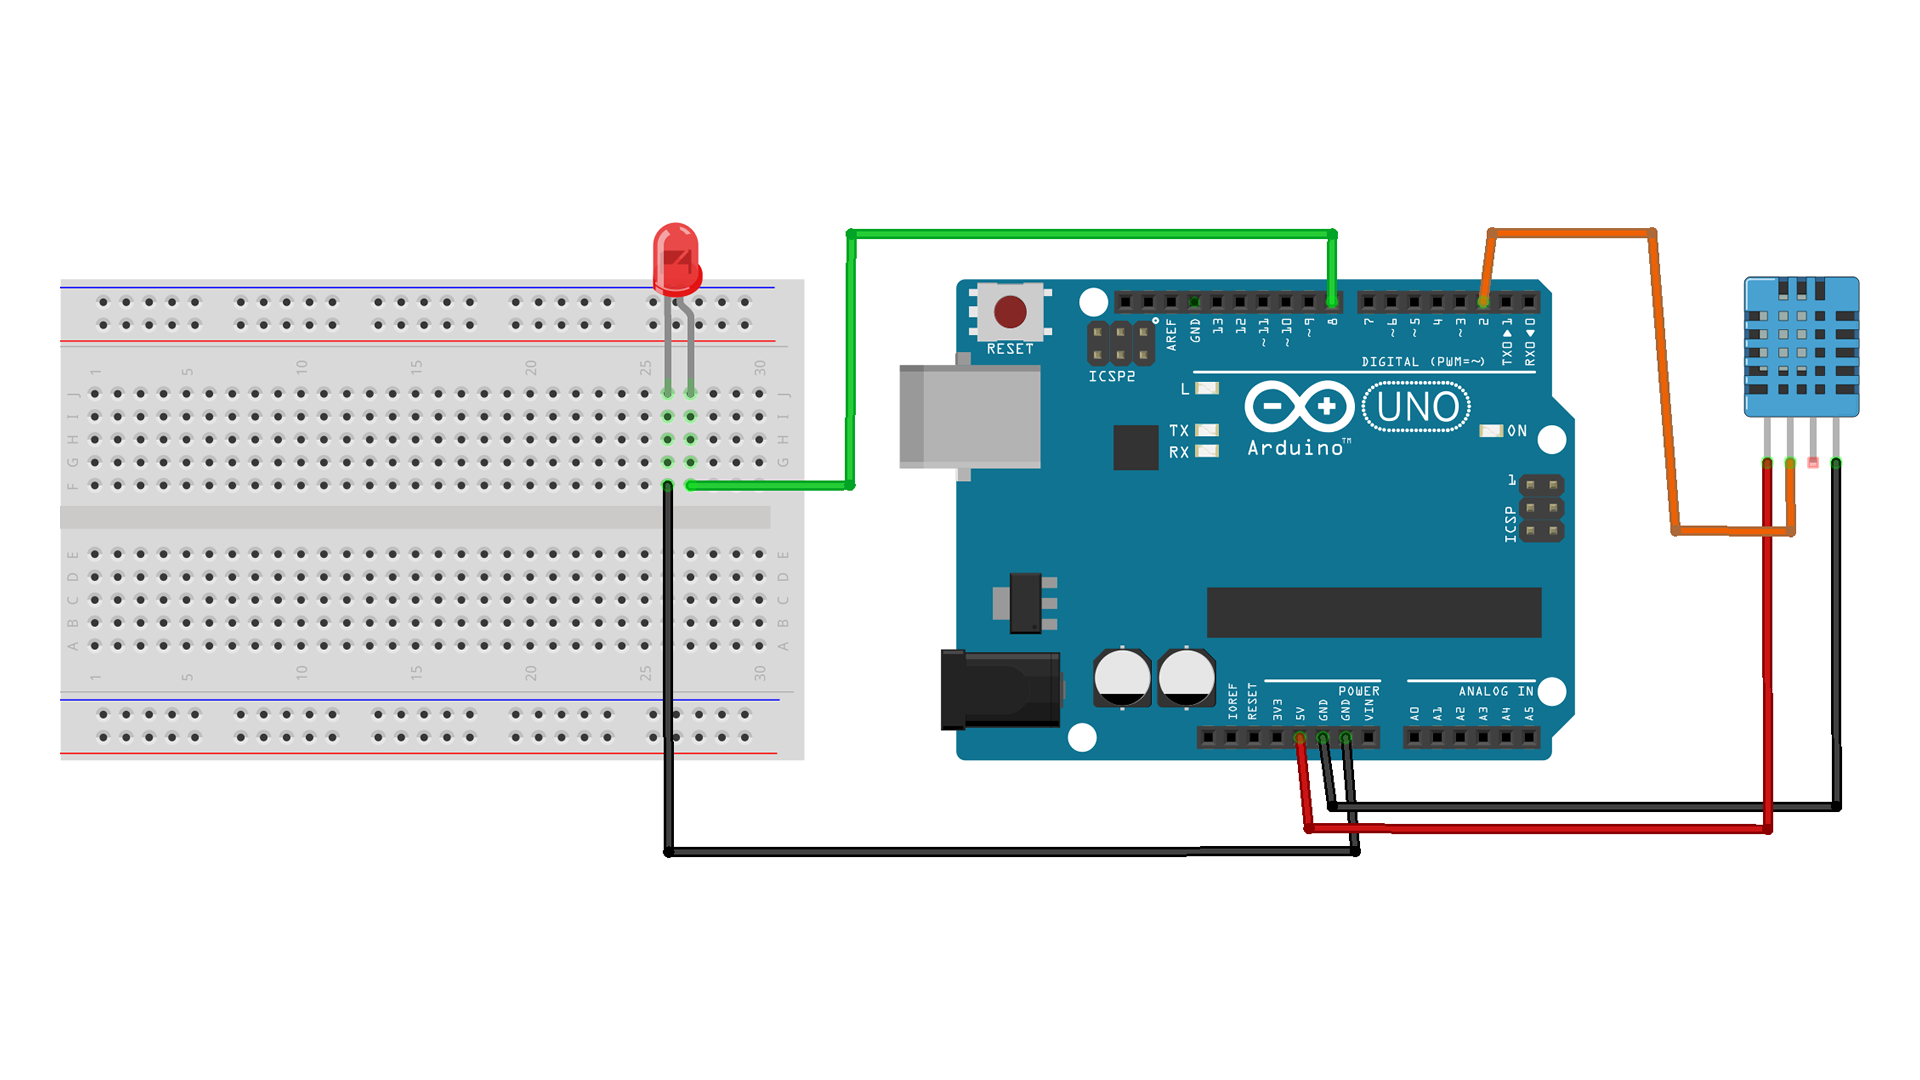 1 5 10 15 20 25 30
J J
I I
H H
G G
F F
E E
D D
C C
B B
A A
1 5 10 15 20 25 30
RESET
ICSP2
AREF
GND
13
12
~11
~10
~9
8
7
~6
~5
4
~3
2
TX0▶1
RX0◀0
DIGITAL (PWM=~)
L
TX
RX
UNO
Arduino™
ON
1
ICSP
POWER
ANALOG IN
IOREF
RESET
3V3
5V
GND
GND
VIN
A0
A1
A2
A3
A4
A5